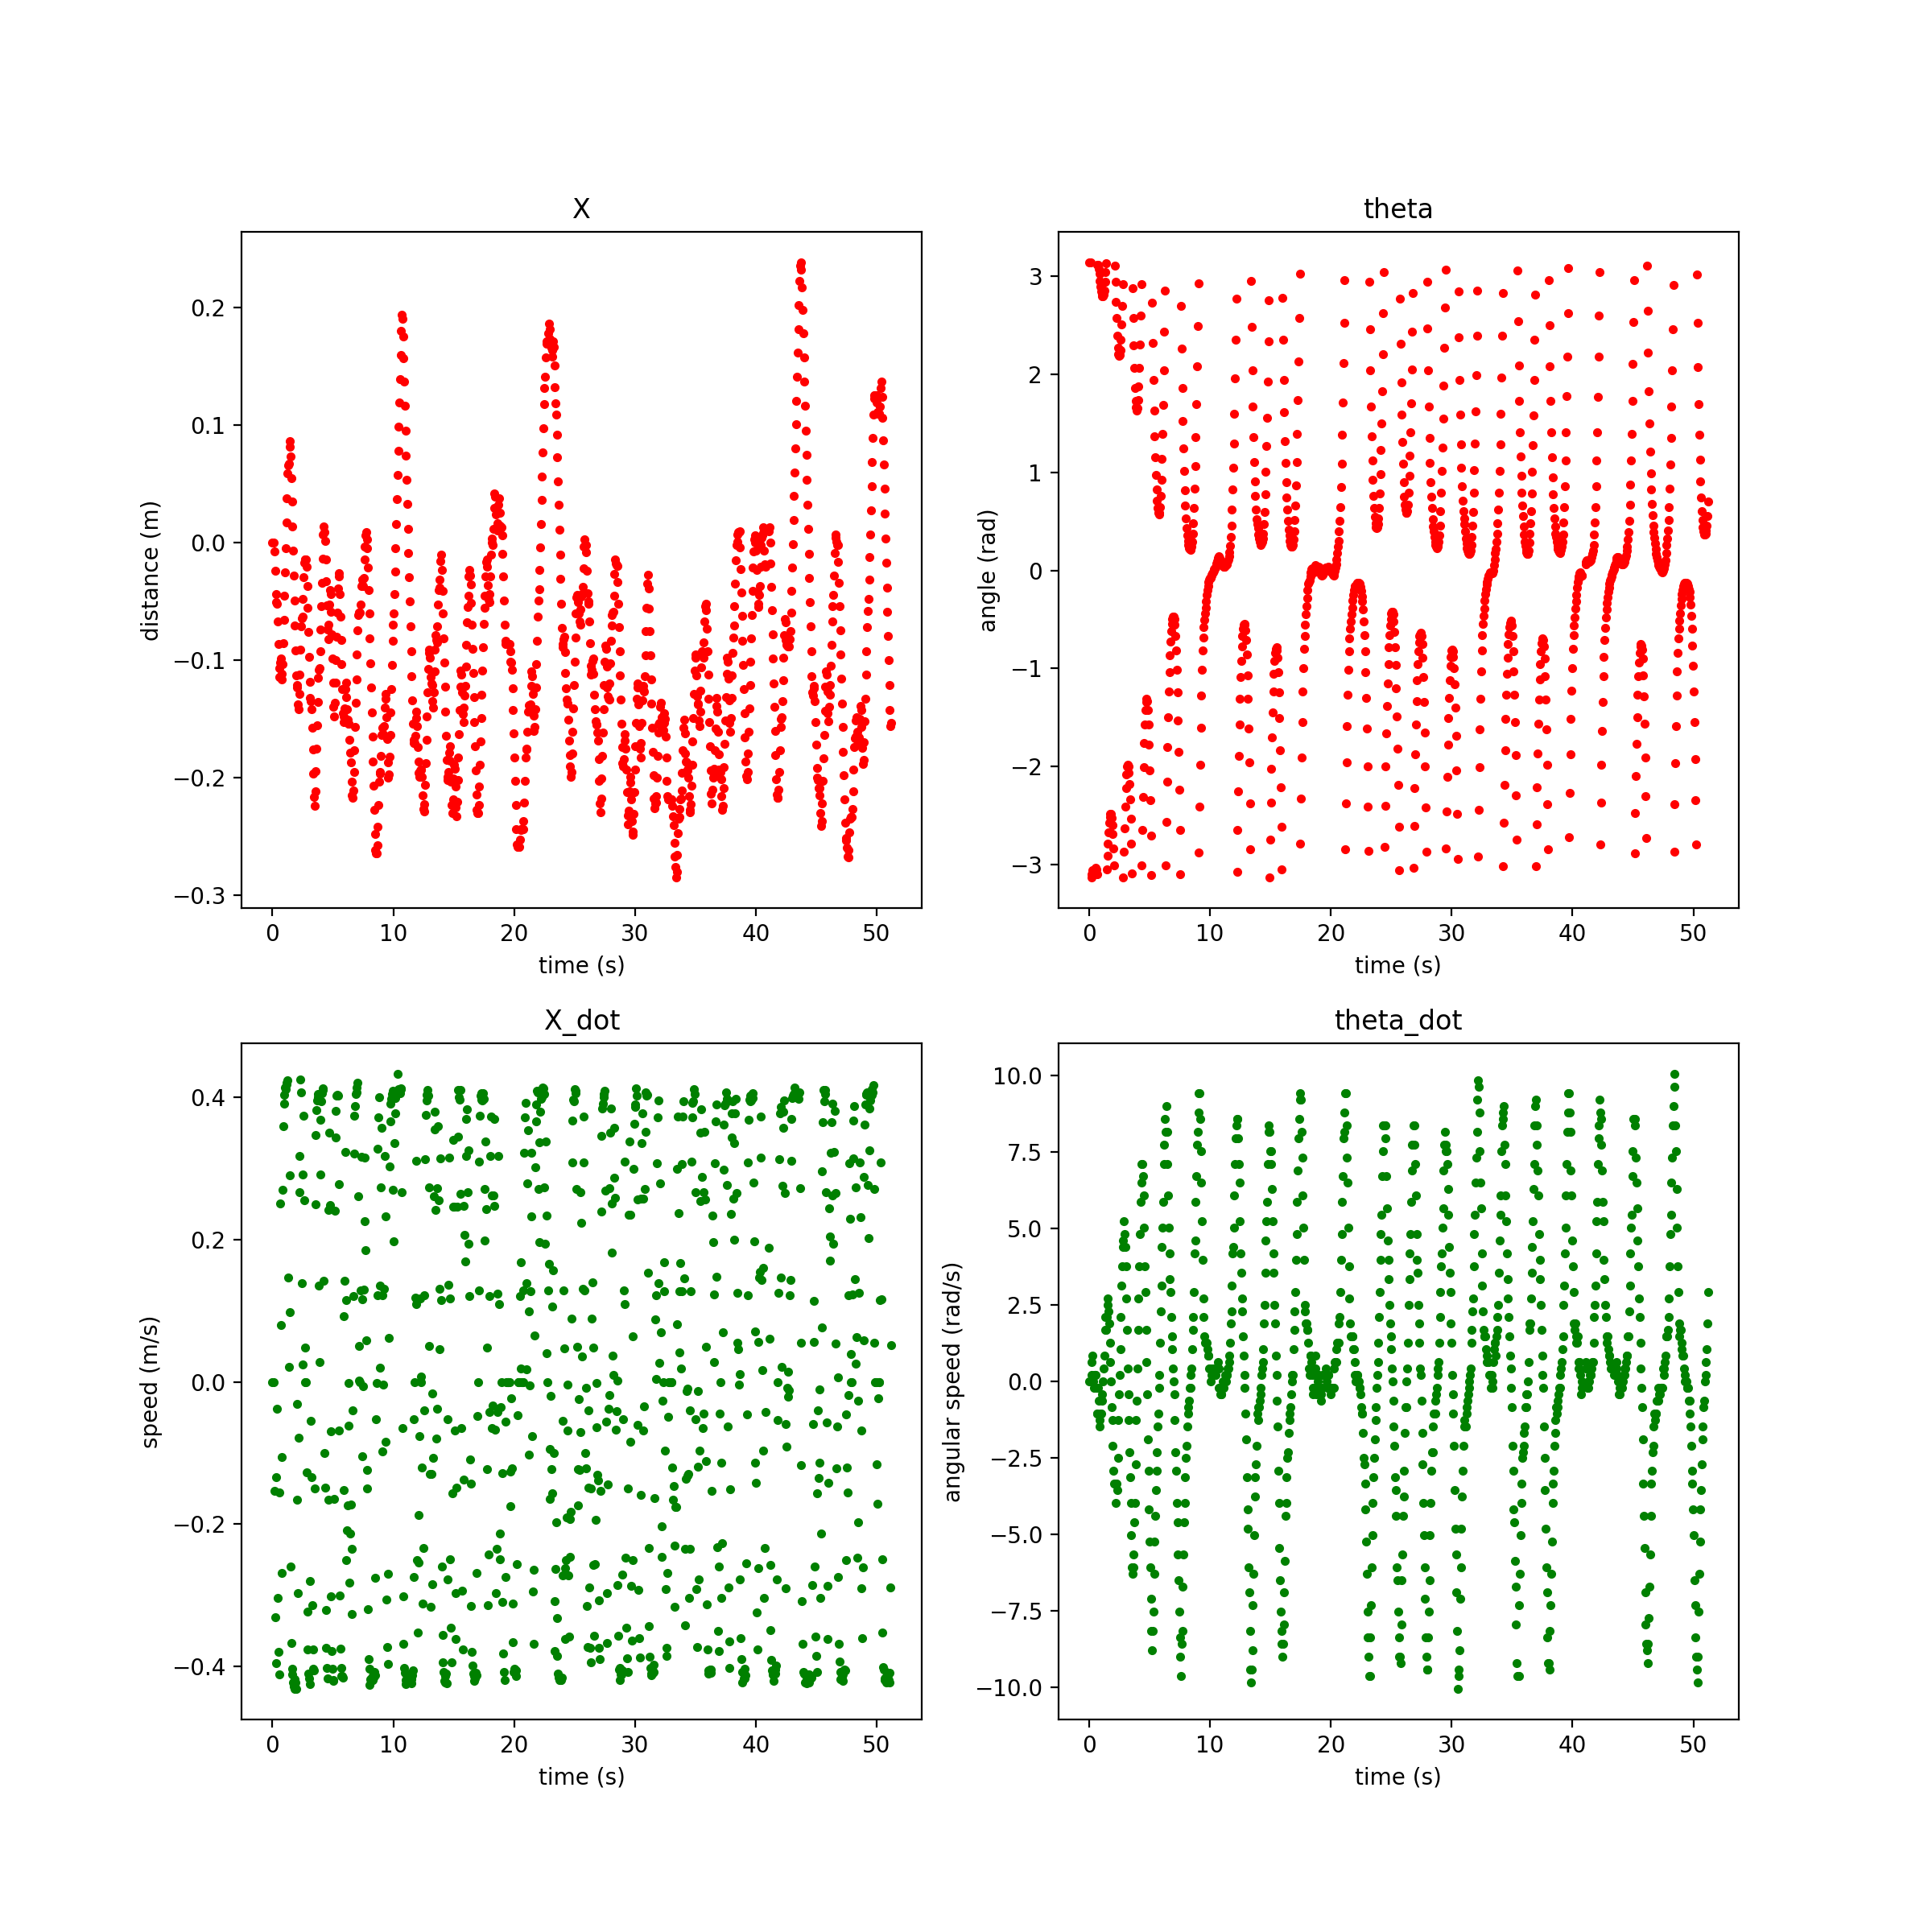 X
distance (m)
0.2
0.1
0.0
−0.1
−0.2
−0.3
0 10 20 30 40 50
time (s)
theta
angle (rad)
3
2
1
0
−1
−2
−3
0 10 20 30 40 50
time (s)
X_dot
speed (m/s)
0.4
0.2
0.0
−0.2
−0.4
0 10 20 30 40 50
time (s)
theta_dot
angular speed (rad/s)
10.0
7.5
5.0
2.5
0.0
−2.5
−5.0
−7.5
−10.0
0 10 20 30 40 50
time (s)